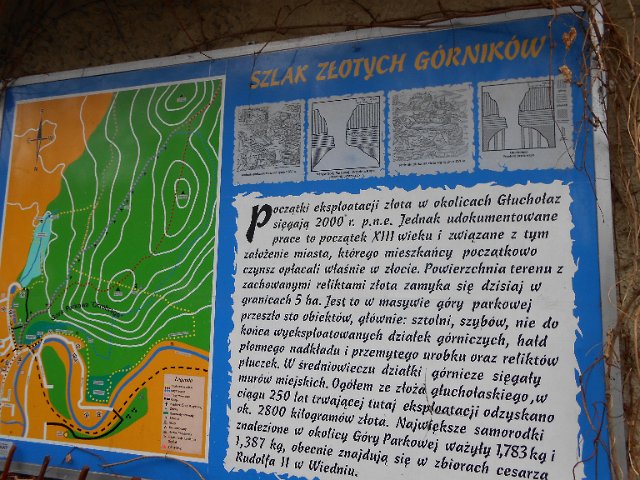 SZLAK ZŁOTYCH GÓRNIKÓW
Początki eksploatacji złota w okolicach Głuchołaz
sięgają 2000 r. p.n.e. Jednak udokumentowane
prace to początek XIII wieku i związane z tym
założenie miasta, którego mieszkańcy początkowo
czynsz opłacali właśnie w złocie. Powierzchnia terenu z
zachowanymi reliktami złota zamyka się dzisiaj w
granicach 5 ha. Jest to w masywie góry parkowej
przeszło sto obiektów, głównie: sztolni, szybów, nie do
końca wyeksploatowanych działek górniczych, hałd
płonnego nadkładu i przemytego urobku oraz reliktów
płuczek. W średniowieczu działki górnicze sięgały
murów miejskich. Ogółem ze złoża głuchołaskiego, w
ciągu 250 lat trwającej tutaj eksploatacji odzyskano
ok. 2800 kilogramów złota. Największe samorodki
znalezione w okolicy Góry Parkowej ważyły 1,783 kg i
1,387 kg, obecnie znajdują się w zbiorach cesarza
Rudolfa II w Wiedniu.
N
Legenda